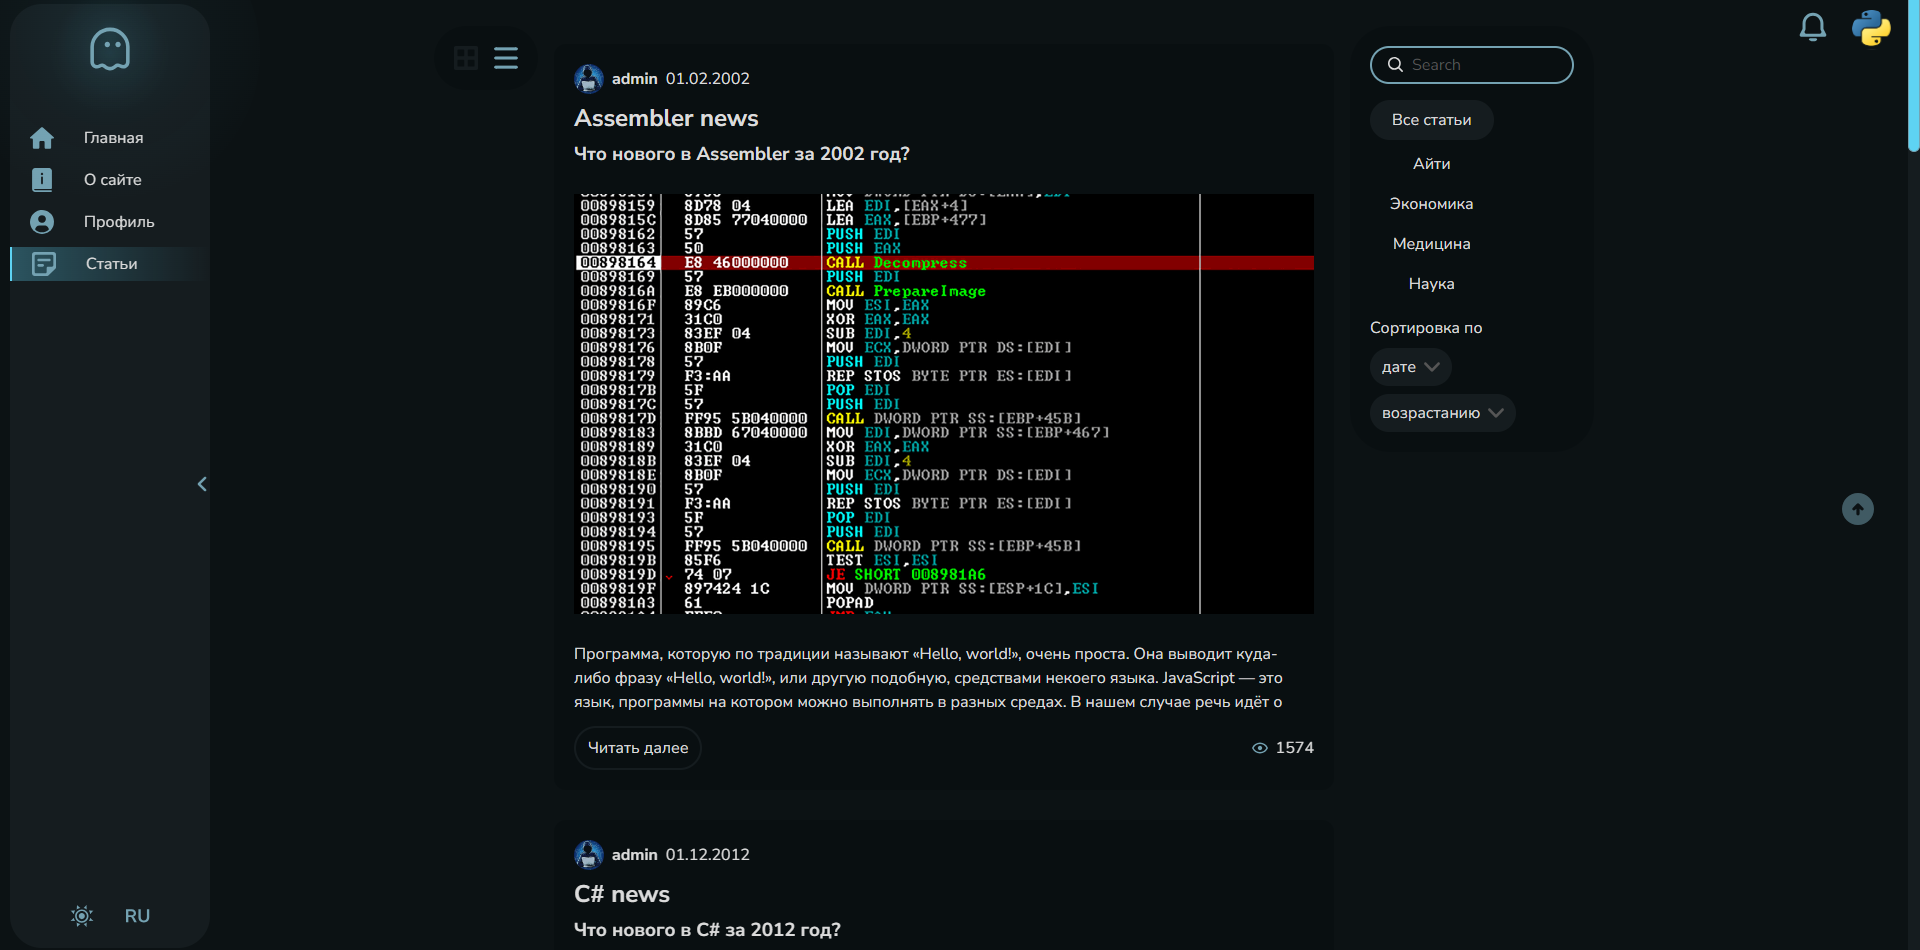 Главная
О сайте
Профиль
Статьи
RU
admin 01.02.2002
Assembler news
Что нового в Assembler за 2002 год?
00898159 8D78 04 LEA EDI,[EAX+4]
0089815C 8D85 77040000 LEA EAX,[EBP+477]
00898162 57 PUSH EDI
00898163 50 PUSH EAX
00898164 E8 46000000 CALL Decompress
00898169 57 PUSH EDI
0089816A E8 EB000000 CALL PrepareImage
0089816F 89C6 MOV ESI,EAX
00898171 31C0 XOR EAX,EAX
00898173 83EF 04 SUB EDI,4
00898176 8B0F MOV ECX,DWORD PTR DS:[EDI]
00898178 57 PUSH EDI
00898179 F3:AA REP STOS BYTE PTR ES:[EDI]
0089817B 5F POP EDI
0089817C 57 PUSH EDI
0089817D FF95 5B040000 CALL DWORD PTR SS:[EBP+45B]
00898183 8BBD 67040000 MOV EDI,DWORD PTR SS:[EBP+467]
00898189 31C0 XOR EAX,EAX
0089818B 83EF 04 SUB EDI,4
0089818E 8B0F MOV ECX,DWORD PTR DS:[EDI]
00898190 57 PUSH EDI
00898191 F3:AA REP STOS BYTE PTR ES:[EDI]
00898193 5F POP EDI
00898194 57 PUSH EDI
00898195 FF95 5B040000 CALL DWORD PTR SS:[EBP+45B]
0089819B 85F6 TEST ESI,ESI
0089819D 74 07 JE SHORT 008981A6
0089819F 897424 1C MOV DWORD PTR SS:[ESP+1C],ESI
008981A3 61 POPAD
Программа, которую по традиции называют «Hello, world!», очень проста. Она выводит куда-
либо фразу «Hello, world!», или другую подобную, средствами некоего языка. JavaScript — это
язык, программы на котором можно выполнять в разных средах. В нашем случае речь идёт о
Читать далее
1574
admin 01.12.2012
C# news
Что нового в C# за 2012 год?
Search
Все статьи
Айти
Экономика
Медицина
Наука
Сортировка по
дате
возрастанию